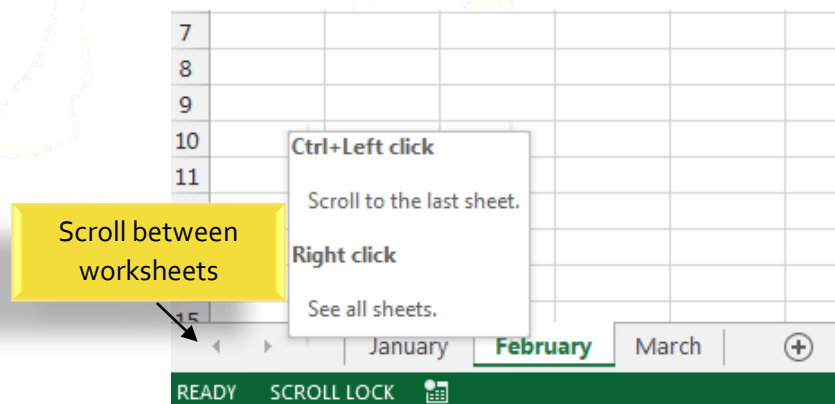 7
8
9
10
Ctrl+Left click
11
Scroll to the last sheet.
Scroll between
worksheets
Right click
See all sheets.
15
January February March
READY SCROLL LOCK